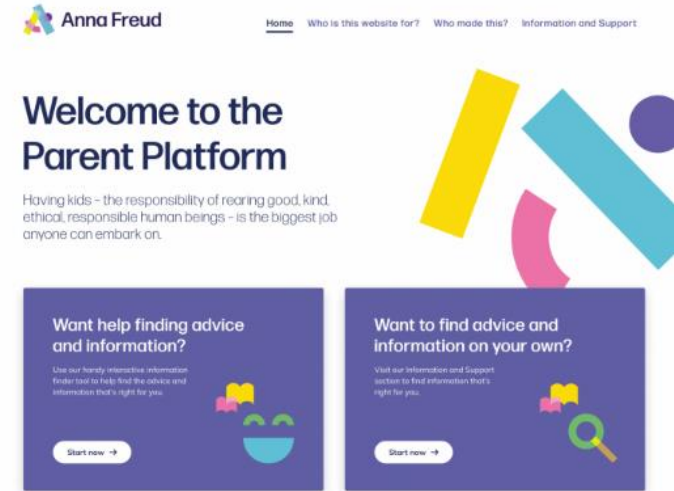 Anna Freud
Home Who is this website for? Who made this? Information and Support
Welcome to the
Parent Platform
Having kids – the responsibility of rearing good, kind,
ethical, responsible human beings – is the biggest job
anyone can embark on.
Want help finding advice
and information?
Use our handy interactive information
finder tool to help find the advice and
information that's right for you.
Start now →
Want to find advice and
information on your own?
Visit our Information and Support
section to find information that's
right for you.
Start now →